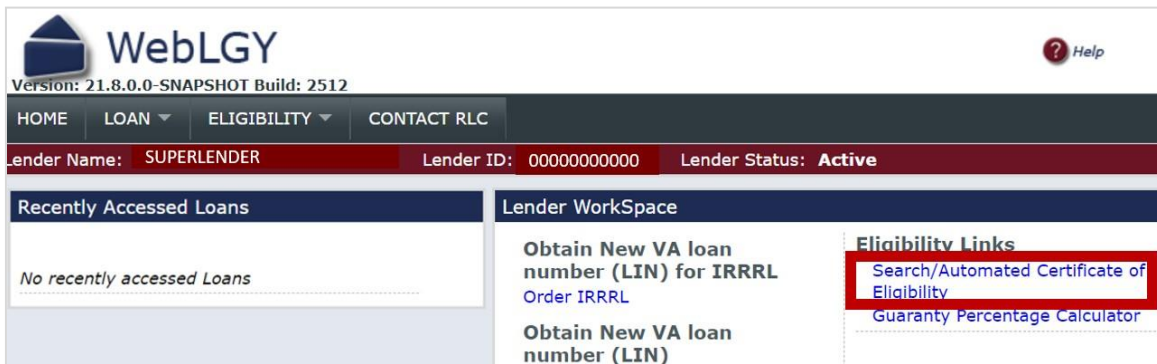 WebLGY
? Help
Version: 21.8.0.0-SNAPSHOT Build: 2512
HOME LOAN ELIGIBILITY CONTACT RLC
Lender Name: SUPERLENDER Lender ID: 00000000000 Lender Status: Active
Recently Accessed Loans
No recently accessed Loans
Lender WorkSpace
Obtain New VA loan
number (LIN) for IRRRL
Order IRRRL
Obtain New VA loan
number (LIN)
Eligibility Links
Search/Automated Certificate of
Eligibility
Guaranty Percentage Calculator